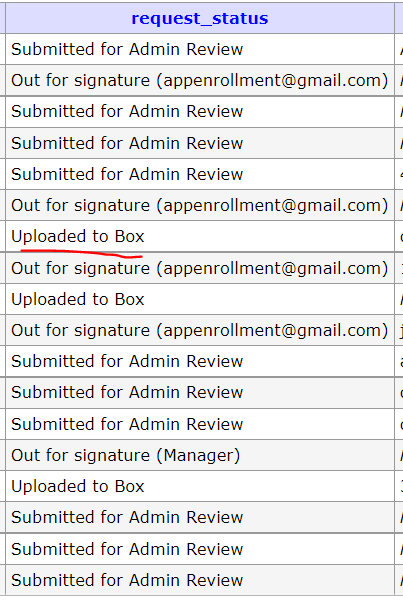 request_status
Submitted for Admin Review
Out for signature (appenrollment@gmail.com)
Submitted for Admin Review
Submitted for Admin Review
Submitted for Admin Review
Out for signature (appenrollment@gmail.com)
Uploaded to Box
Out for signature (appenrollment@gmail.com)
Uploaded to Box
Out for signature (appenrollment@gmail.com)
Submitted for Admin Review
Submitted for Admin Review
Submitted for Admin Review
Out for signature (Manager)
Uploaded to Box
Submitted for Admin Review
Submitted for Admin Review
Submitted for Admin Review